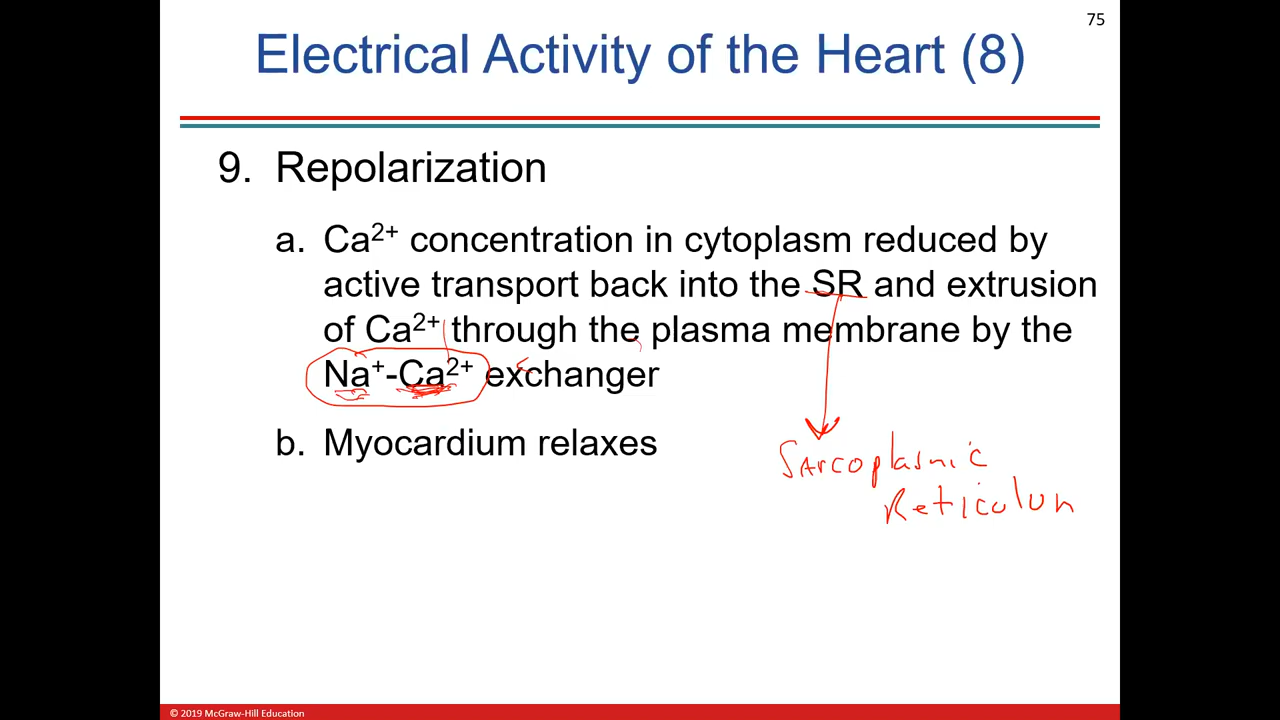 75
Electrical Activity of the Heart (8)
9. Repolarization
a. Ca²⁺ concentration in cytoplasm reduced by
active transport back into the SR and extrusion
of Ca²⁺ through the plasma membrane by the
Na⁺-Ca²⁺ exchanger
b. Myocardium relaxes
Sarcoplasmic
Reticulum
© 2019 McGraw-Hill Education